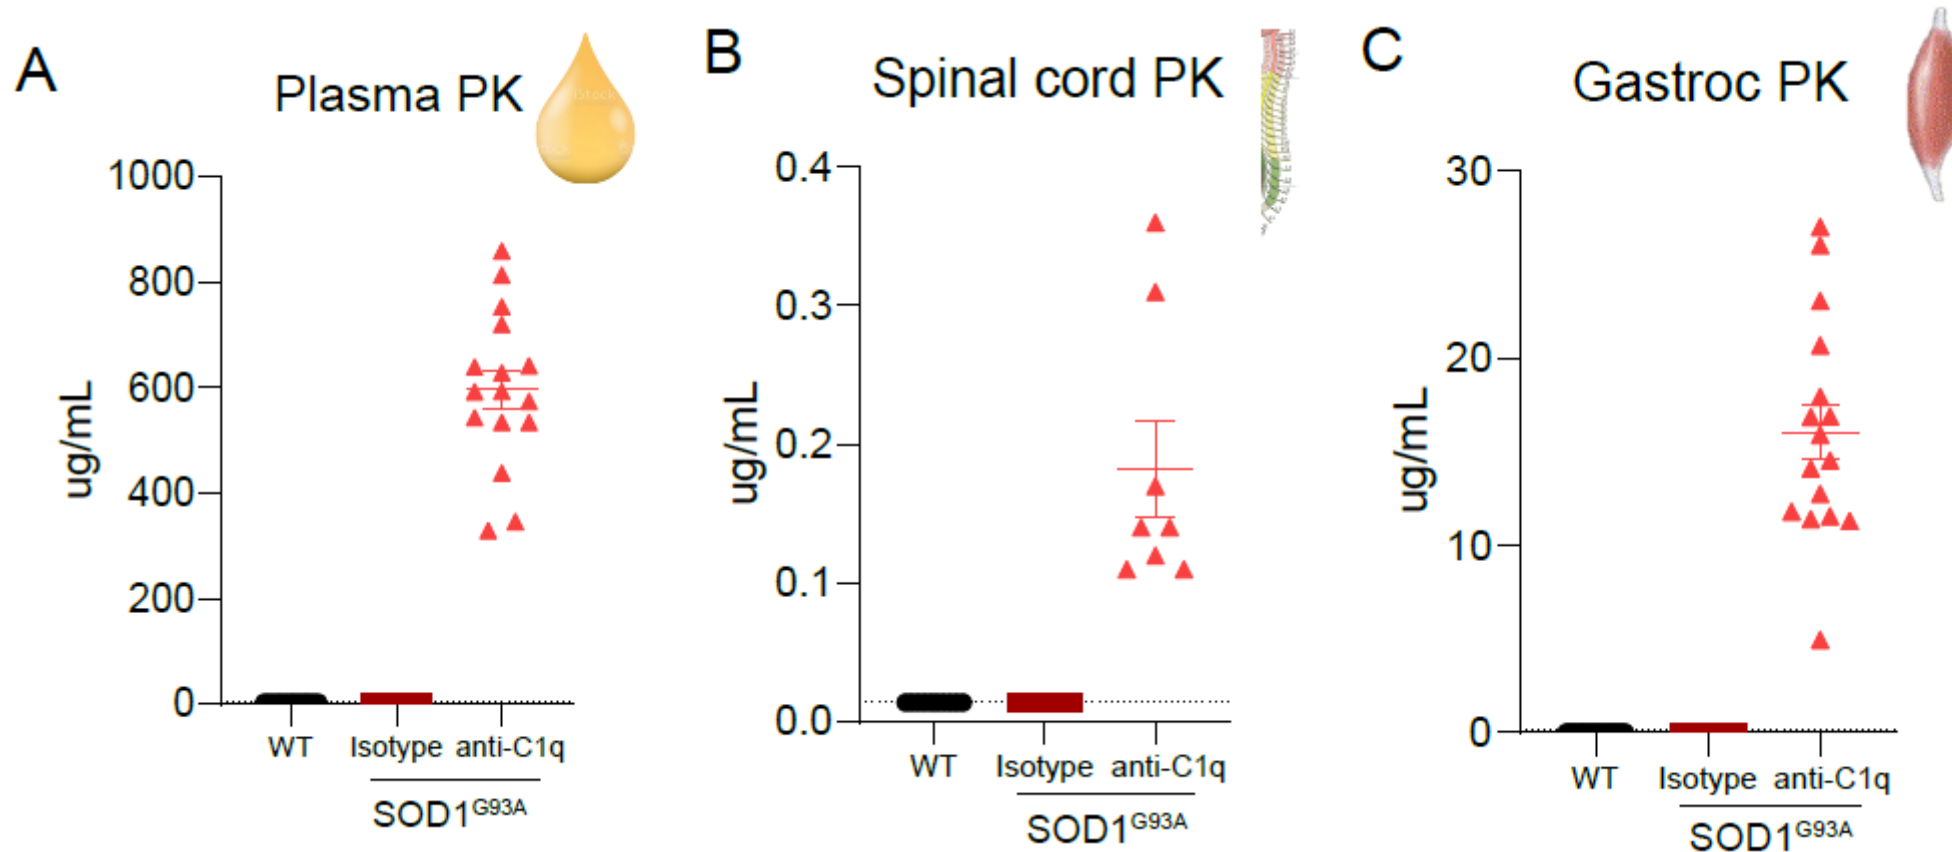 A
Plasma PK
iStock
1000
800
600
400
200
0
ug/mL
WT Isotype anti-C1q
SOD1G93A
B
Spinal cord PK
0.4
0.3
0.2
0.1
0.0
ug/mL
WT Isotype anti-C1q
SOD1G93A
C
Gastroc PK
30
20
10
0
ug/mL
WT Isotype anti-C1q
SOD1G93A